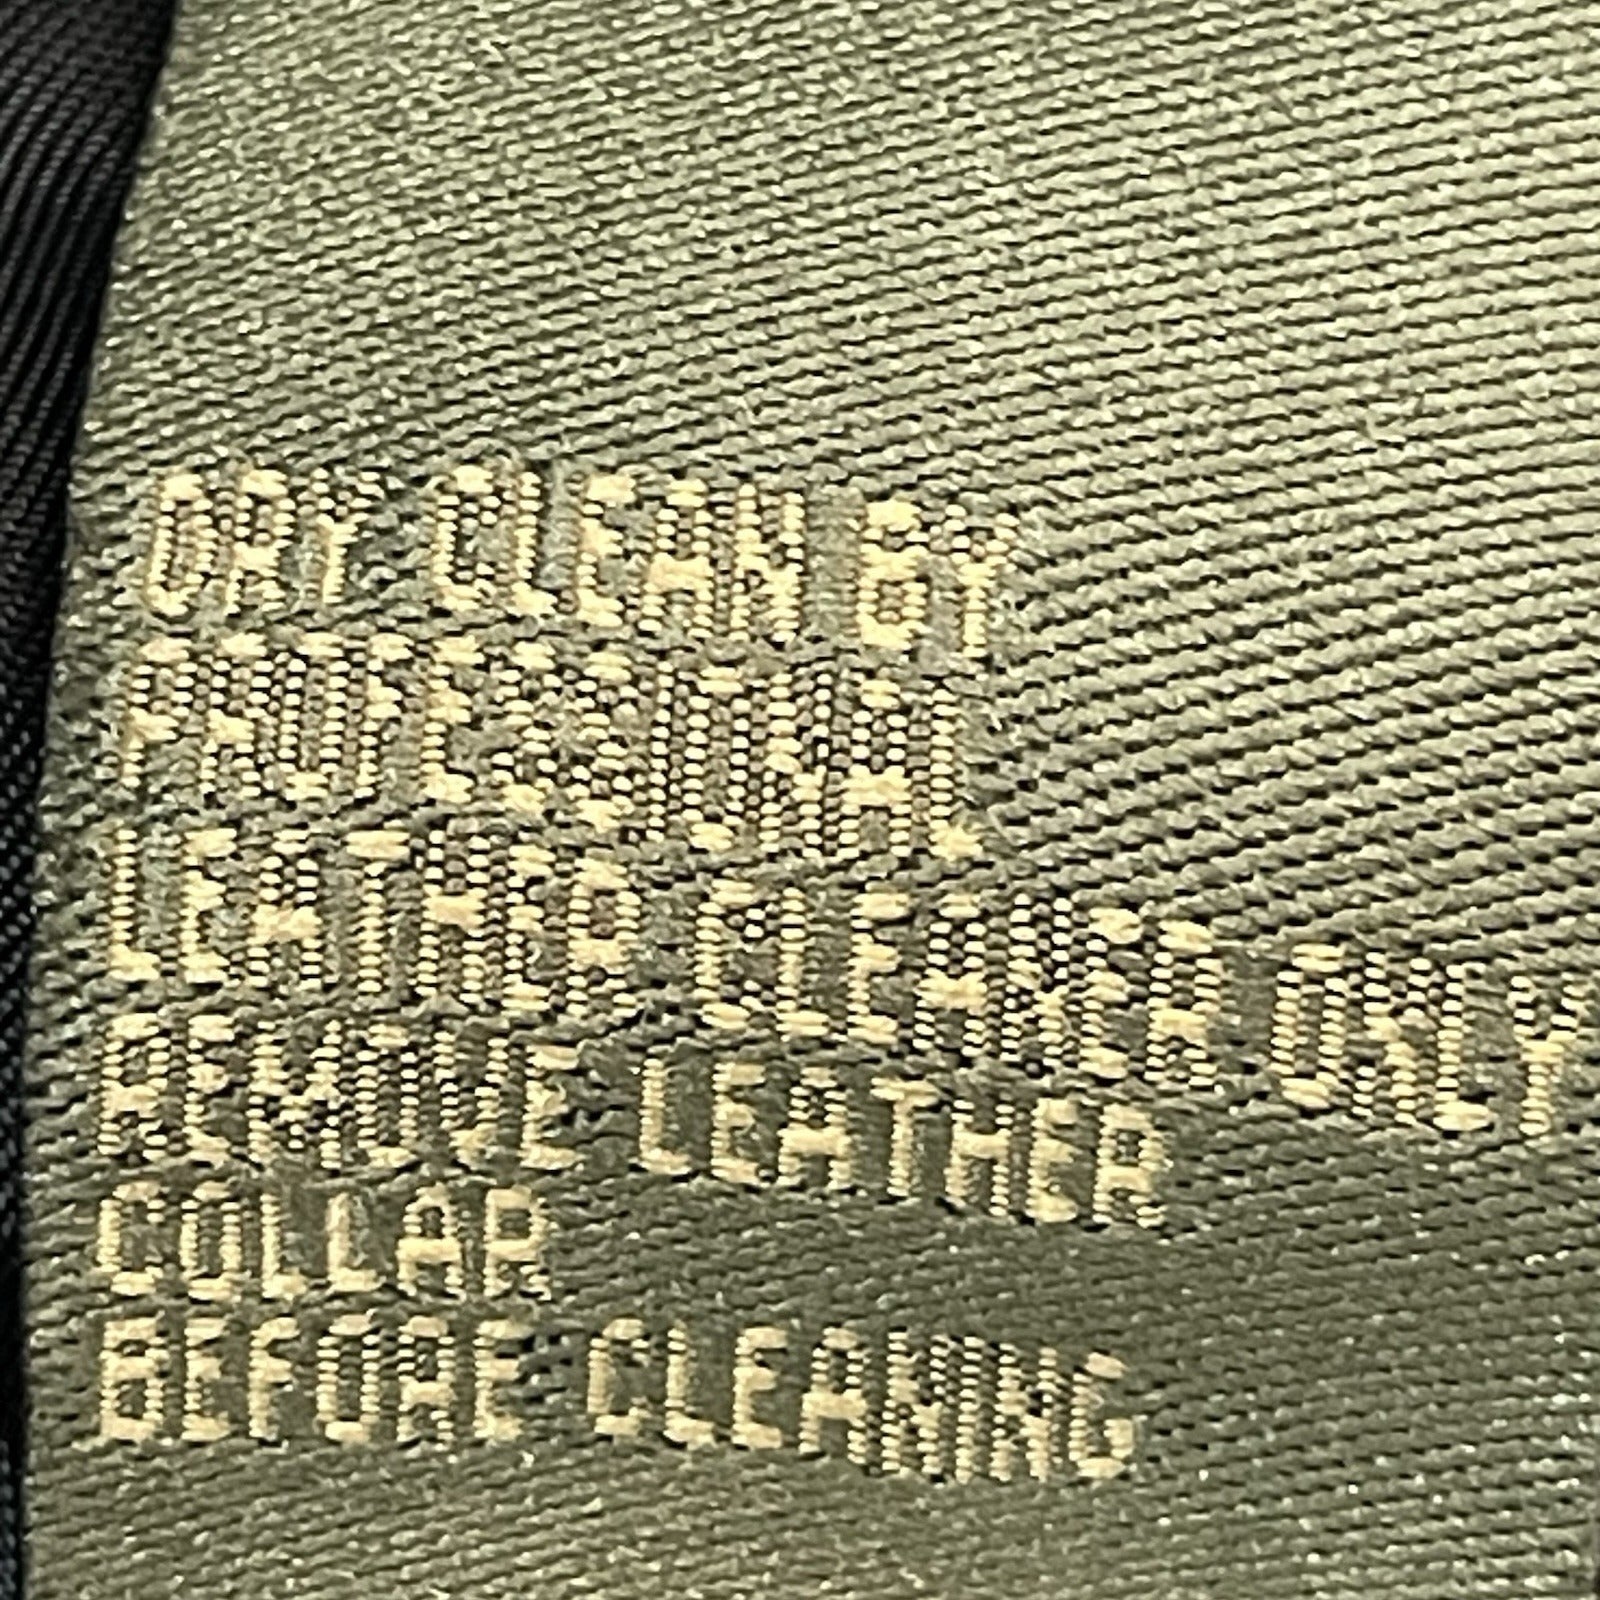 DRY CLEAN BY
PROFESSIONAL
LEATHER CLEANER ONLY
REMOVE LEATHER
COLLAR
BEFORE CLEANING